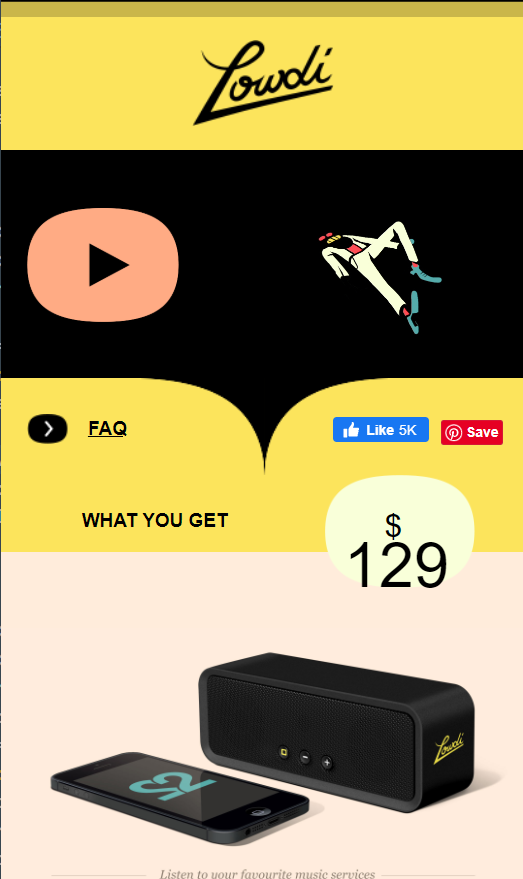 Lowdi
FAQ
Like 5K
Save
WHAT YOU GET
$
129
Lowdi
Listen to your favourite music services